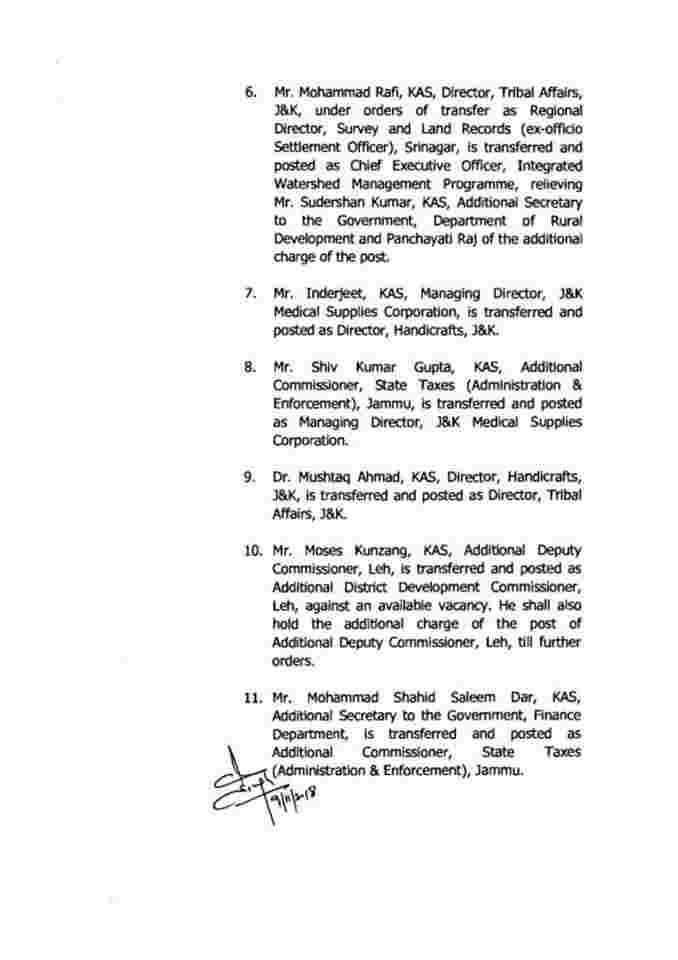 6. Mr. Mohammad Rafi, KAS, Director, Tribal Affairs,
J&K, under orders of transfer as Regional
Director, Survey and Land Records (ex-officio
Settlement Officer), Srinagar, is transferred and
posted as Chief Executive Officer, Integrated
Watershed Management Programme, relieving
Mr. Sudershan Kumar, KAS, Additional Secretary
to the Government, Department of Rural
Development and Panchayati Raj of the additional
charge of the post.
7. Mr. Inderjeet, KAS, Managing Director, J&K
Medical Supplies Corporation, is transferred and
posted as Director, Handicrafts, J&K.
8. Mr. Shiv Kumar Gupta, KAS, Additional
Commissioner, State Taxes (Administration &
Enforcement), Jammu, is transferred and posted
as Managing Director, J&K Medical Supplies
Corporation.
9. Dr. Mushtaq Ahmad, KAS, Director, Handicrafts,
J&K, is transferred and posted as Director, Tribal
Affairs, J&K.
10. Mr. Moses Kunzang, KAS, Additional Deputy
Commissioner, Leh, is transferred and posted as
Additional District Development Commissioner,
Leh, against an available vacancy. He shall also
hold the additional charge of the post of
Additional Deputy Commissioner, Leh, till further
orders.
11. Mr. Mohammad Shahid Saleem Dar, KAS,
Additional Secretary to the Government, Finance
Department, is transferred and posted as
Additional Commissioner, State Taxes
(Administration & Enforcement), Jammu.